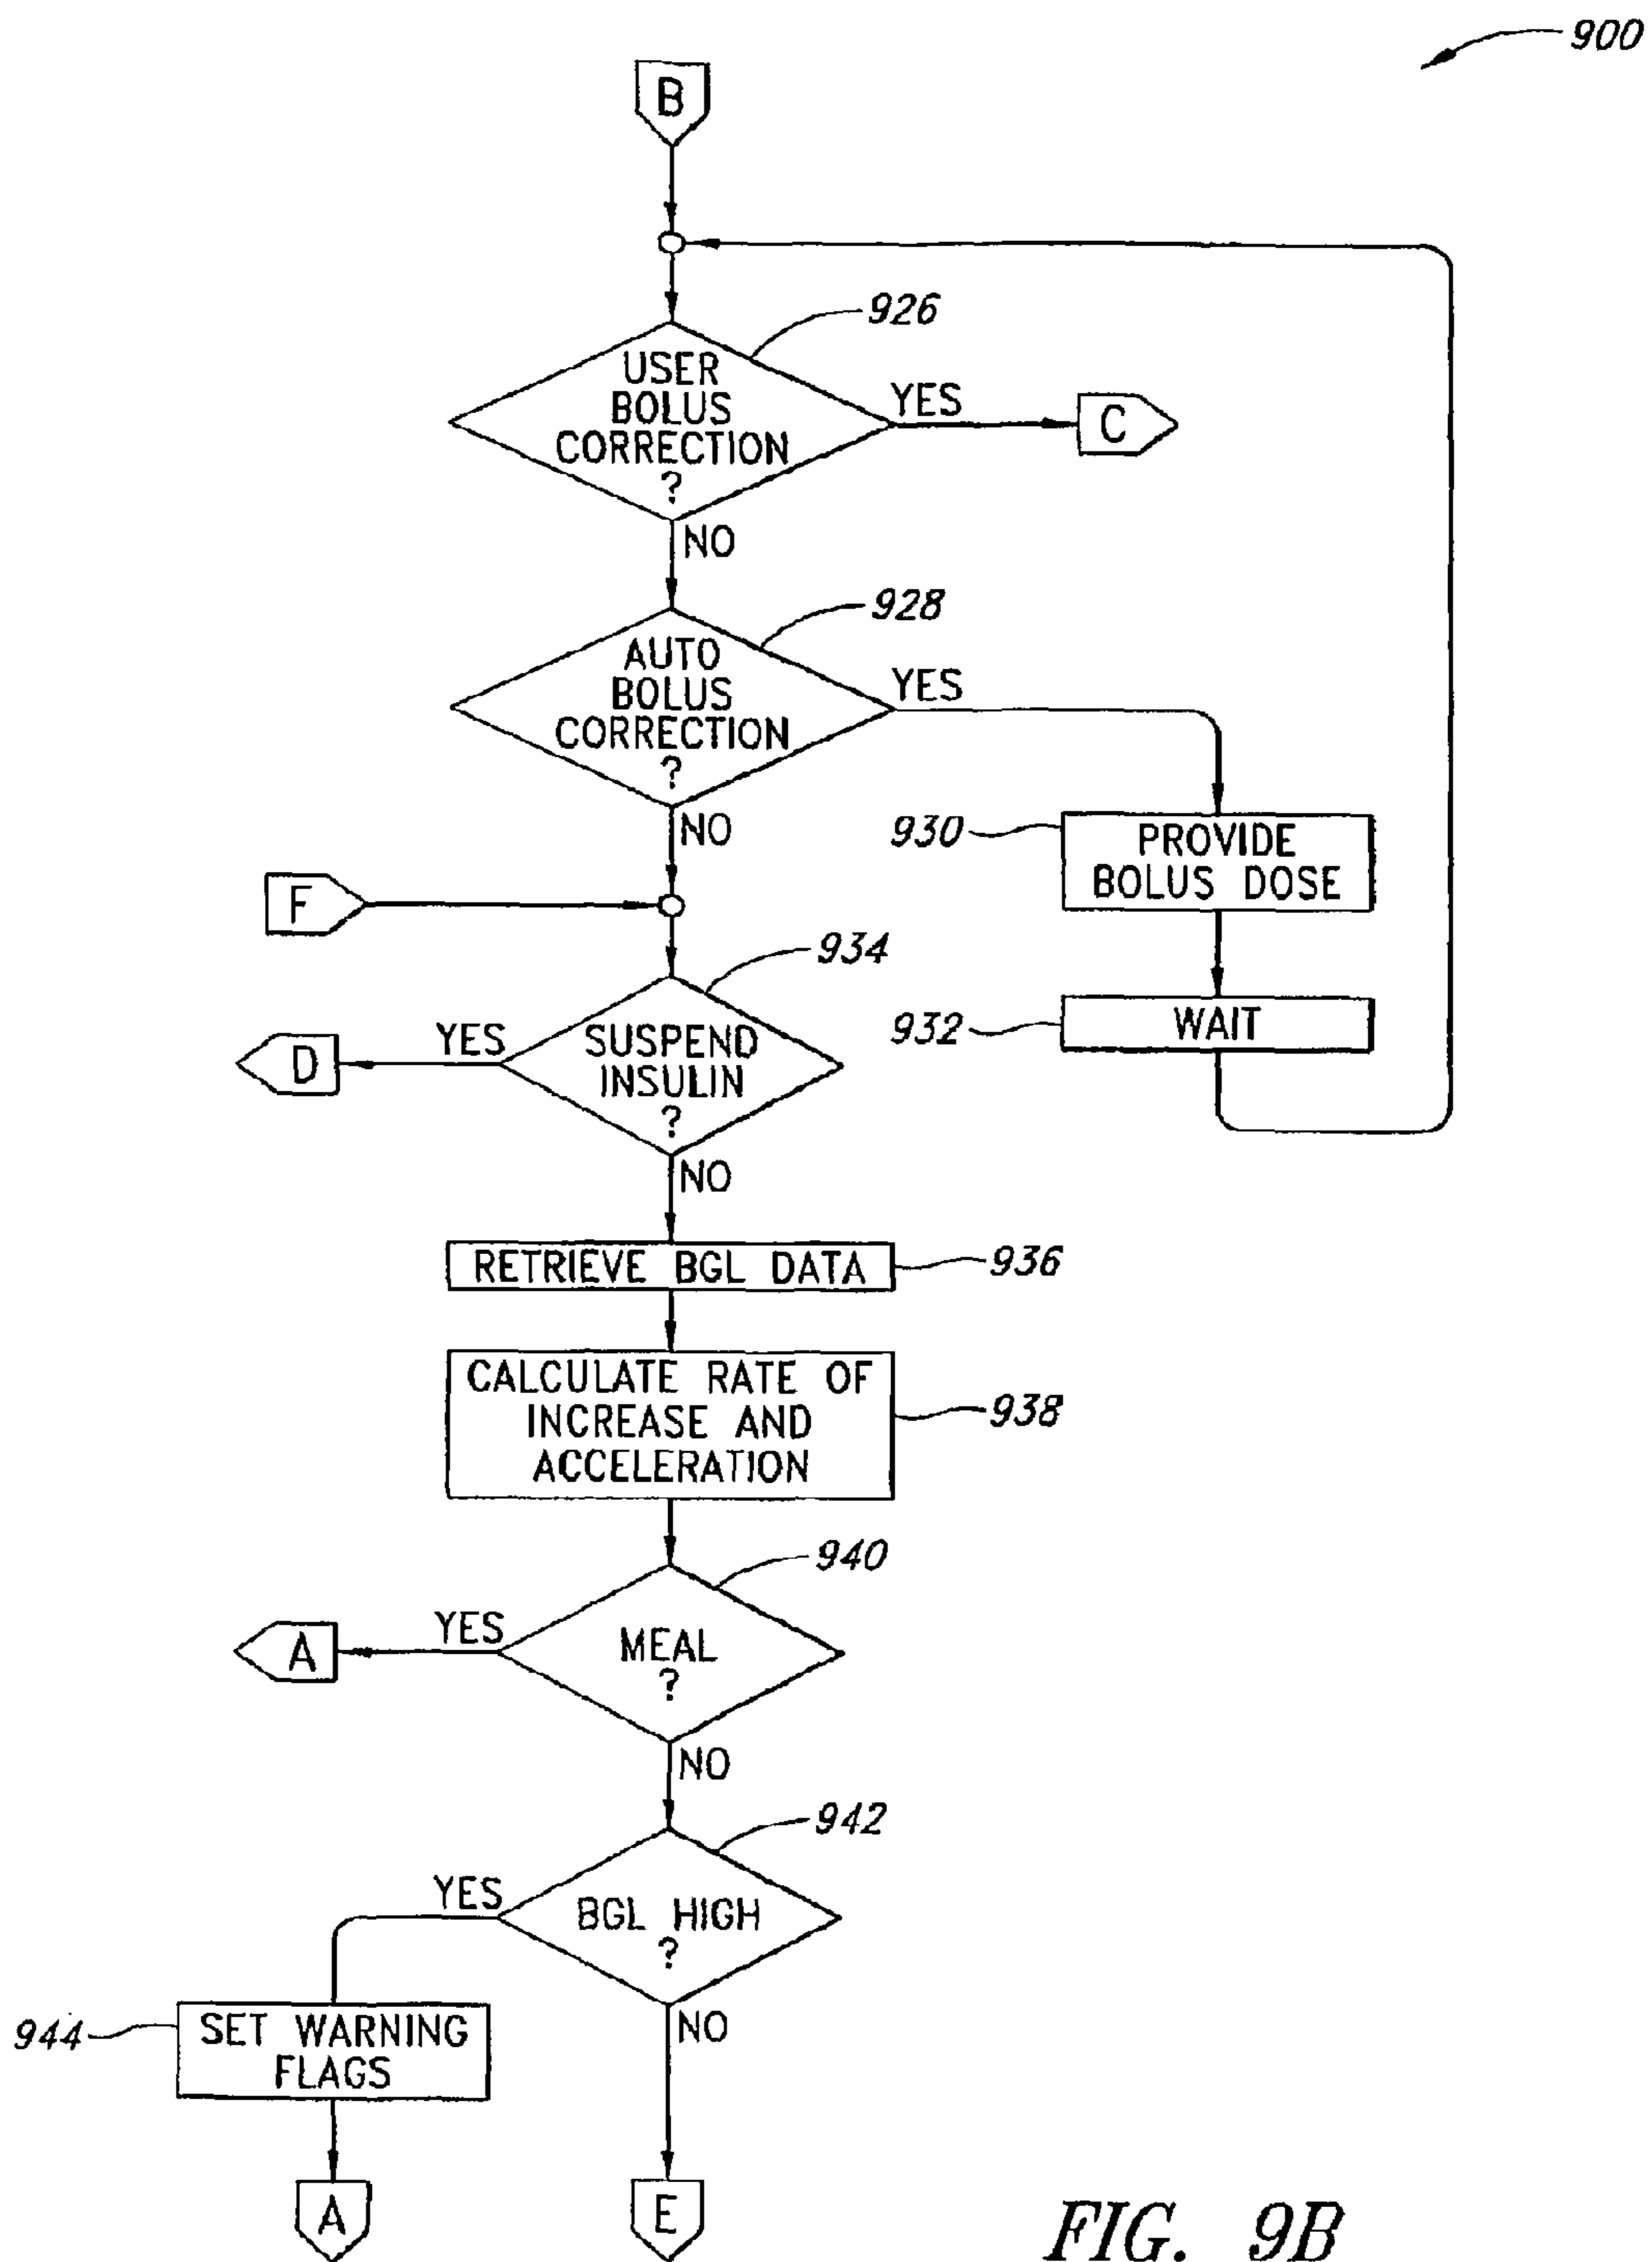 900
B
926
USER
BOLUS
CORRECTION
?
YES
C
NO
928
AUTO
BOLUS
CORRECTION
?
YES
NO
930
PROVIDE
BOLUS DOSE
F
934
932
WAIT
SUSPEND
INSULIN
?
YES
D
NO
RETRIEVE BGL DATA
936
CALCULATE RATE OF
INCREASE AND
ACCELERATION
938
940
MEAL
?
YES
A
NO
942
BGL HIGH
?
YES
NO
944
SET WARNING
FLAGS
A
E
FIG. 9B